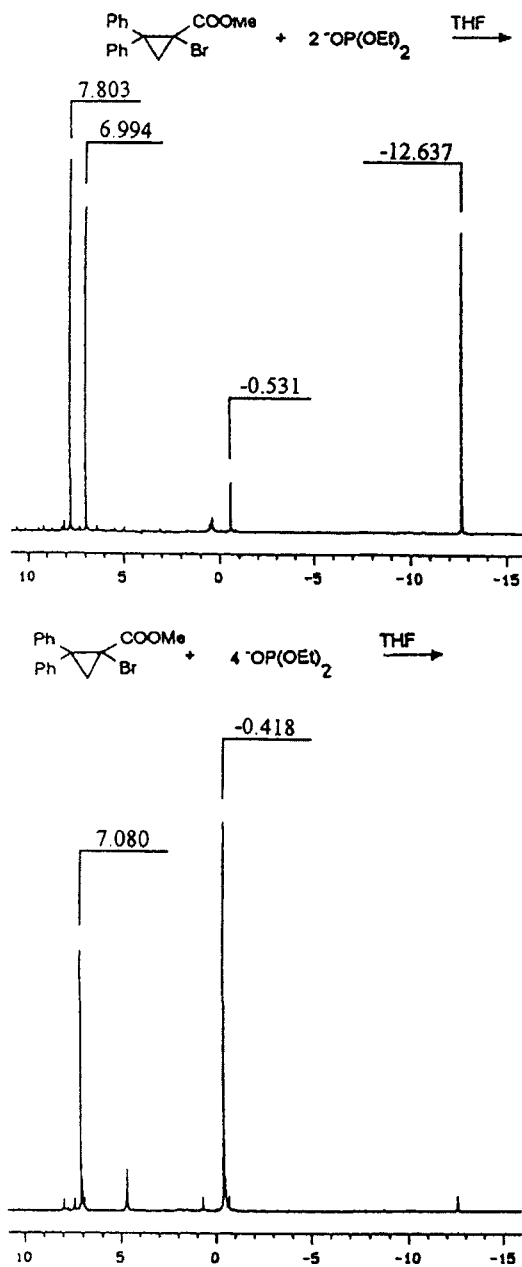 Ph COOMe
Ph Br + 2 ⁻OP(OEt)₂ THF
7.803
6.994
-12.637
-0.531
10 5 0 -5 -10 -15
Ph COOMe
Ph Br + 4 ⁻OP(OEt)₂ THF
-0.418
7.080
10 5 0 -5 -10 -15